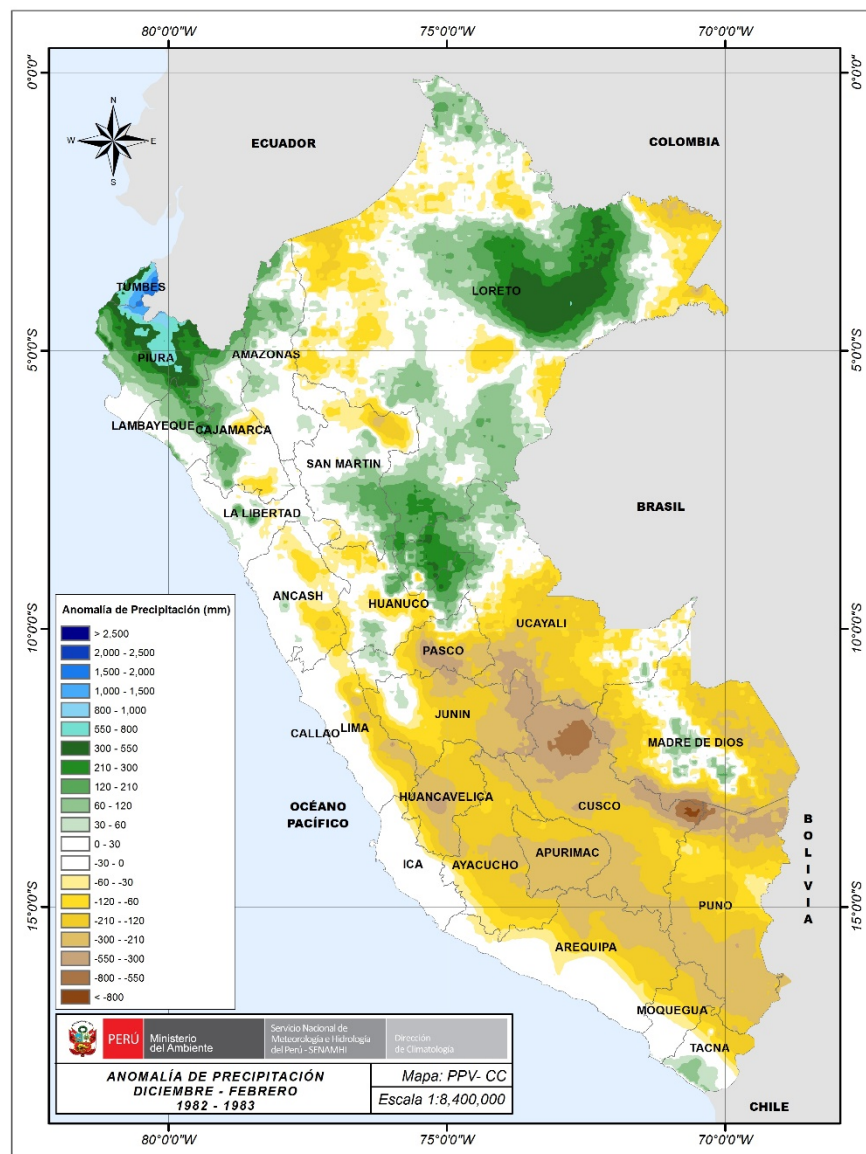 80°0'0"W 75°0'0"W 70°0'0"W
0°0'0"
5°0'0"S
10°0'0"S
15°0'0"S
0°0'0"
5°0'0"S
10°0'0"S
15°0'0"S
N
W E
S
ECUADOR
COLOMBIA
TUMBES
LORETO
PIURA
AMAZONAS
LAMBAYEQUE
CAJAMARCA
SAN MARTIN
BRASIL
LA LIBERTAD
ANCASH
HUANUCO
UCAYALI
PASCO
JUNIN
LIMA
CALLAO
MADRE DE DIOS
HUANCAVELICA
CUSCO
OCÉANO
PACÍFICO
ICA
AYACUCHO
APURIMAC
PUNO
BOLIVIA
AREQUIPA
MOQUEGUA
TACNA
CHILE
Anomalía de Precipitación (mm)
> 2,500
2,000 - 2,500
1,500 - 2,000
1,000 - 1,500
800 - 1,000
550 - 800
300 - 550
210 - 300
120 - 210
60 - 120
30 - 60
0 - 30
-30 - 0
-60 - -30
-120 - -60
-210 - -120
-300 - -210
-550 - -300
-800 - -550
< -800
PERÚ
Ministerio
del Ambiente
Servicio Nacional de
Meteorología e Hidrología
del Perú - SENAMHI
Dirección
de Climatología
ANOMALÍA DE PRECIPITACIÓN
DICIEMBRE - FEBRERO
1982 - 1983
Mapa: PPV- CC
Escala 1:8,400,000
80°0'0"W 75°0'0"W 70°0'0"W